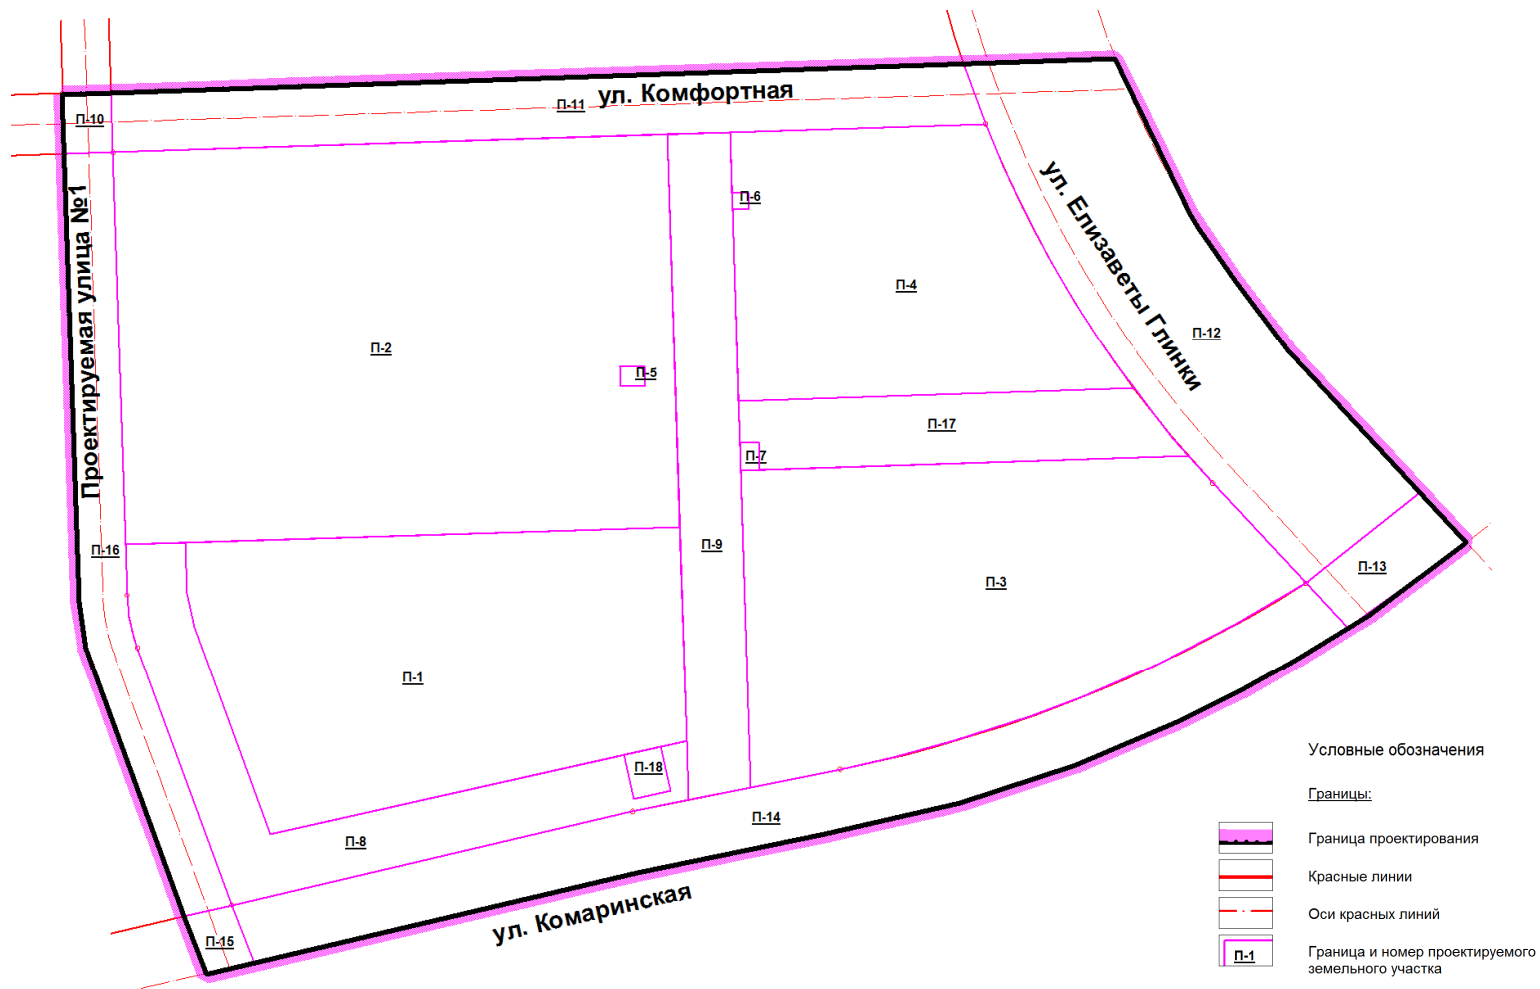 ул. Комфортная
П-11
П-10
Проектируемая улица №1
П-6
ул. Елизаветы Глинки
П-4
П-12
П-2
П-5
П-17
П-7
П-16
П-9
П-13
П-3
П-1
П-18
П-14
П-8
ул. Комаринская
П-15
Условные обозначения
Границы:
Граница проектирования
Красные линии
Оси красных линий
П-1
Граница и номер проектируемого
земельного участка